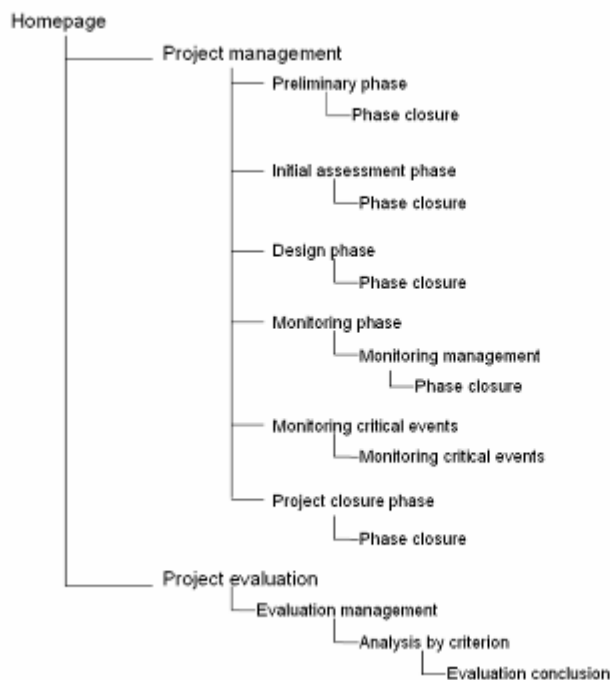 Homepage
Project management
Preliminary phase
Phase closure
Initial assessment phase
Phase closure
Design phase
Phase closure
Monitoring phase
Monitoring management
Phase closure
Monitoring critical events
Monitoring critical events
Project closure phase
Phase closure
Project evaluation
Evaluation management
Analysis by criterion
Evaluation conclusion